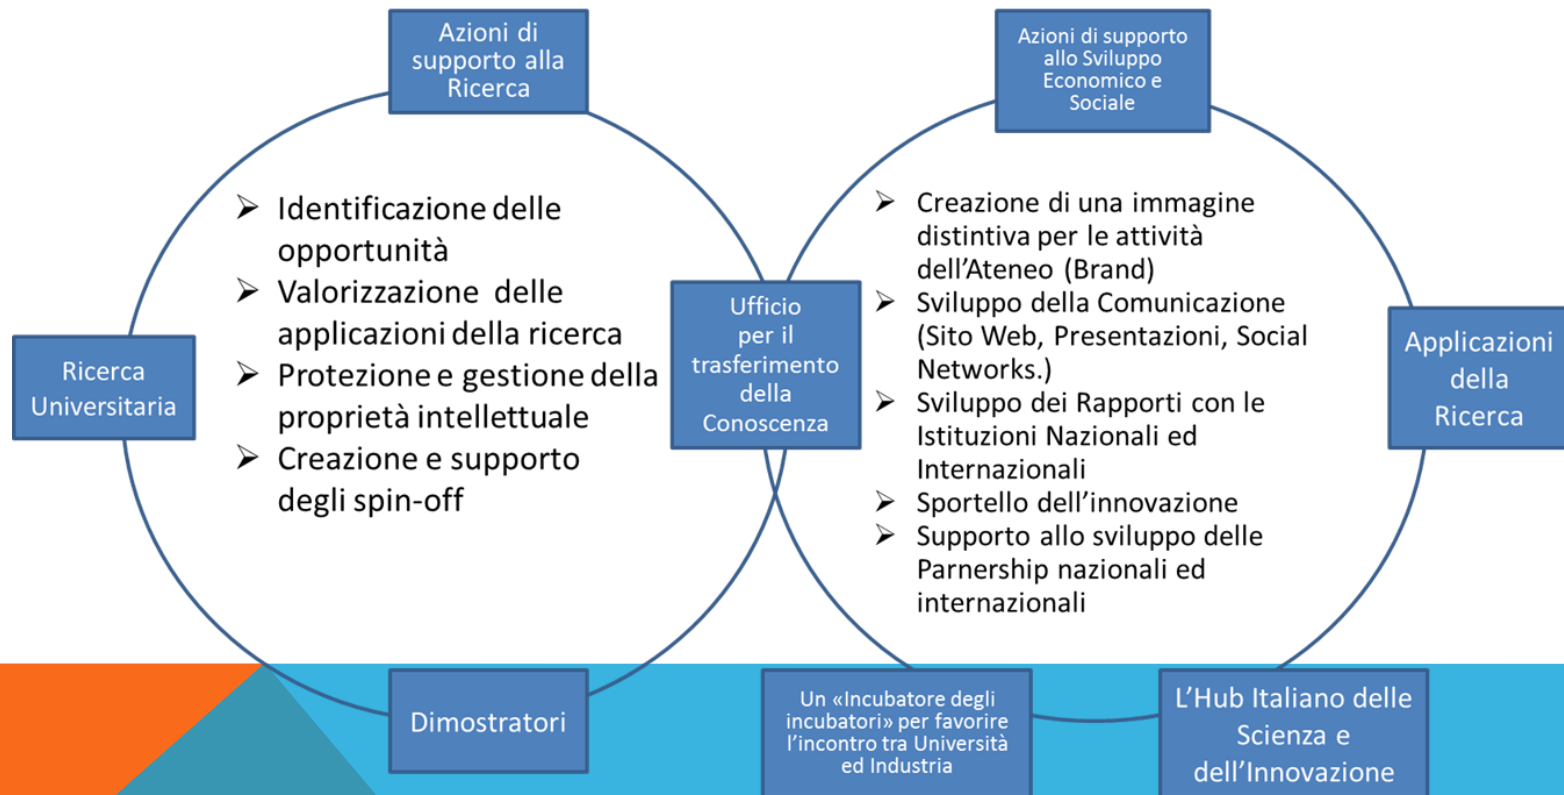 Azioni di
supporto alla
Ricerca
Azioni di supporto
allo Sviluppo
Economico e
Sociale
Ricerca
Universitaria
➢ Identificazione delle
opportunità
➢ Valorizzazione delle
applicazioni della ricerca
➢ Protezione e gestione della
proprietà intellettuale
➢ Creazione e supporto
degli spin-off
Ufficio
per il
trasferimento
della
Conoscenza
➢ Creazione di una immagine
distintiva per le attività
dell’Ateneo (Brand)
➢ Sviluppo della Comunicazione
(Sito Web, Presentazioni, Social
Networks.)
➢ Sviluppo dei Rapporti con le
Istituzioni Nazionali ed
Internazionali
➢ Sportello dell’innovazione
➢ Supporto allo sviluppo delle
Parnership nazionali ed
internazionali
Applicazioni
della
Ricerca
Dimostratori
Un «Incubatore degli
incubatori» per favorire
l’incontro tra Università
ed Industria
L’Hub Italiano delle
Scienza e
dell’Innovazione